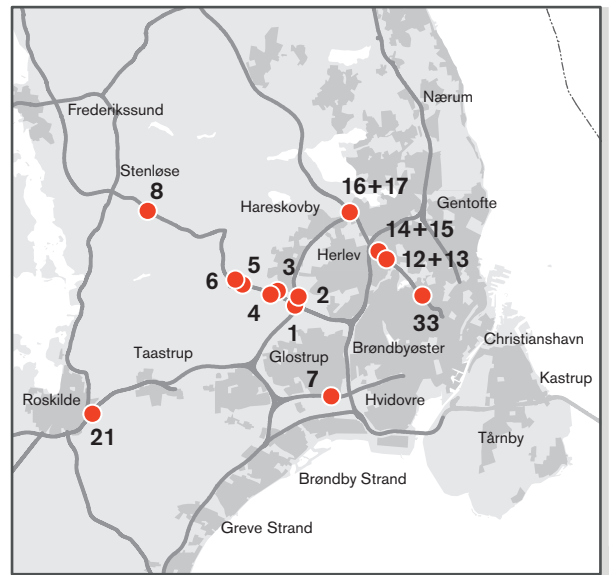 Nærum
Frederikssund
Stenløse
8
16+17
Hareskovby
Gentofte
14+15
Herlev
12+13
5
3
6
2
4
33
1
Christianshavn
Taastrup
Glostrup
Brøndbyøster
7
Kastrup
Roskilde
Hvidovre
21
Tårnby
Brøndby Strand
Greve Strand